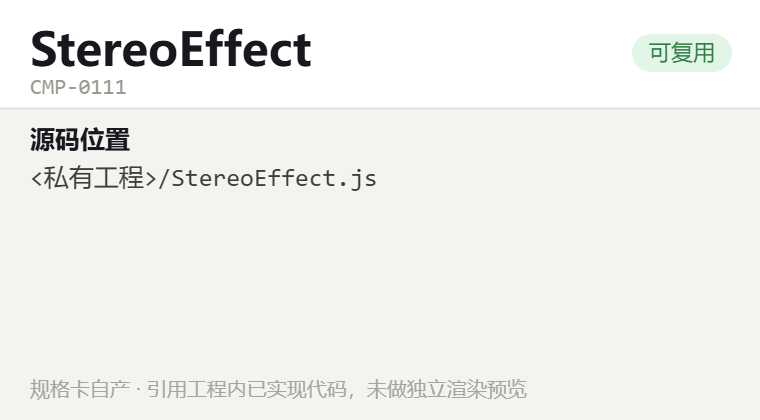 StereoEffect
可复用
CMP-0111
源码位置
<私有工程>/StereoEffect.js
规格卡自产 · 引用工程内已实现代码，未做独立渲染预览